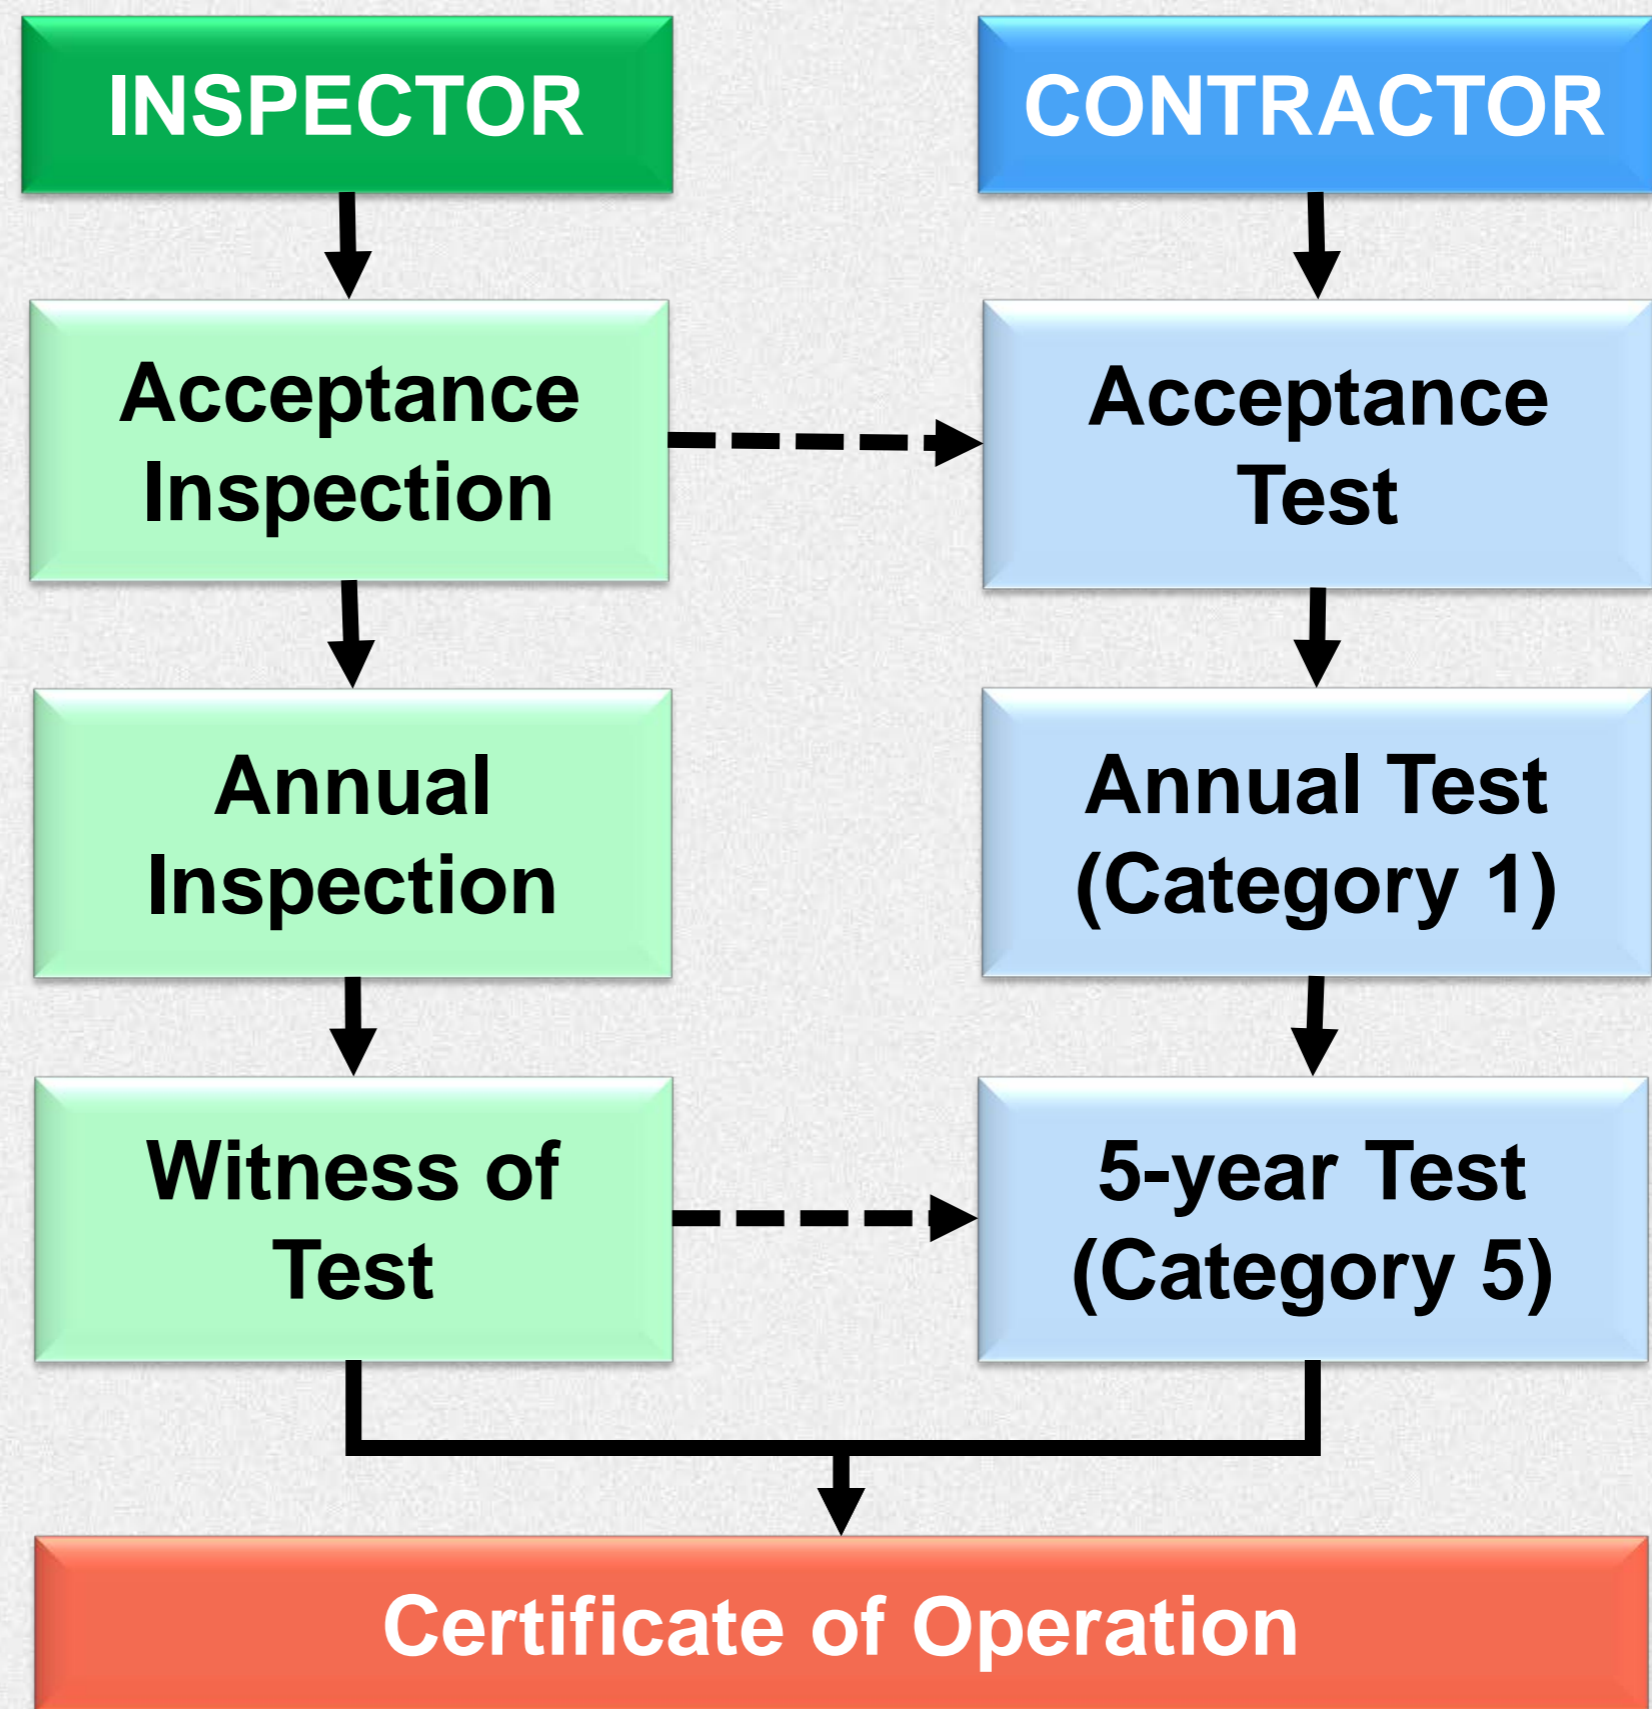 INSPECTOR
CONTRACTOR
Acceptance
Inspection
Acceptance
Test
Annual
Inspection
Annual Test
(Category 1)
Witness of
Test
5-year Test
(Category 5)
Certificate of Operation